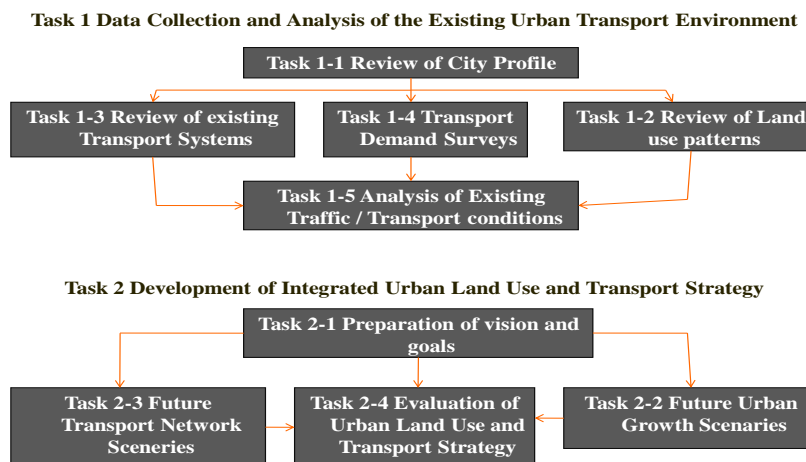 Task 1 Data Collection and Analysis of the Existing Urban Transport Environment
Task 1-1 Review of City Profile
Task 1-3 Review of existing
Transport Systems
Task 1-4 Transport
Demand Surveys
Task 1-2 Review of Land
use patterns
Task 1-5 Analysis of Existing
Traffic / Transport conditions
Task 2 Development of Integrated Urban Land Use and Transport Strategy
Task 2-1 Preparation of vision and
goals
Task 2-3 Future
Transport Network
Sceneries
Task 2-4 Evaluation of
Urban Land Use and
Transport Strategy
Task 2-2 Future Urban
Growth Scenaries